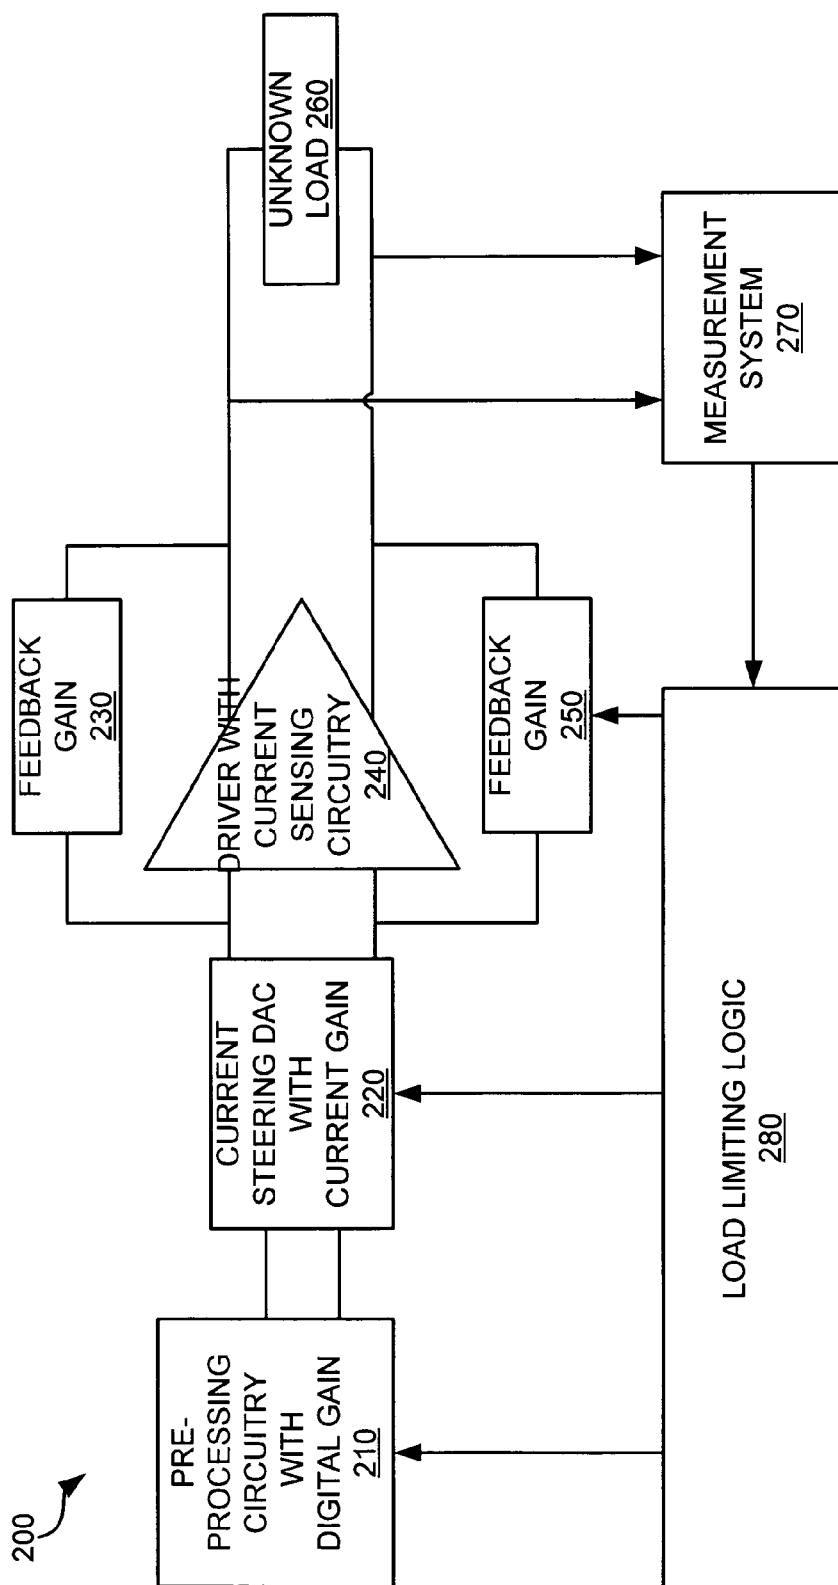 200
PRE-
PROCESSING
CIRCUITRY
WITH
DIGITAL GAIN
210
CURRENT
STEERING DAC
WITH
CURRENT GAIN
220
FEEDBACK
GAIN
230
DRIVER WITH
CURRENT
SENSING
CIRCUITRY
240
FEEDBACK
GAIN
250
UNKNOWN
LOAD 260
MEASUREMENT
SYSTEM
270
LOAD LIMITING LOGIC
280